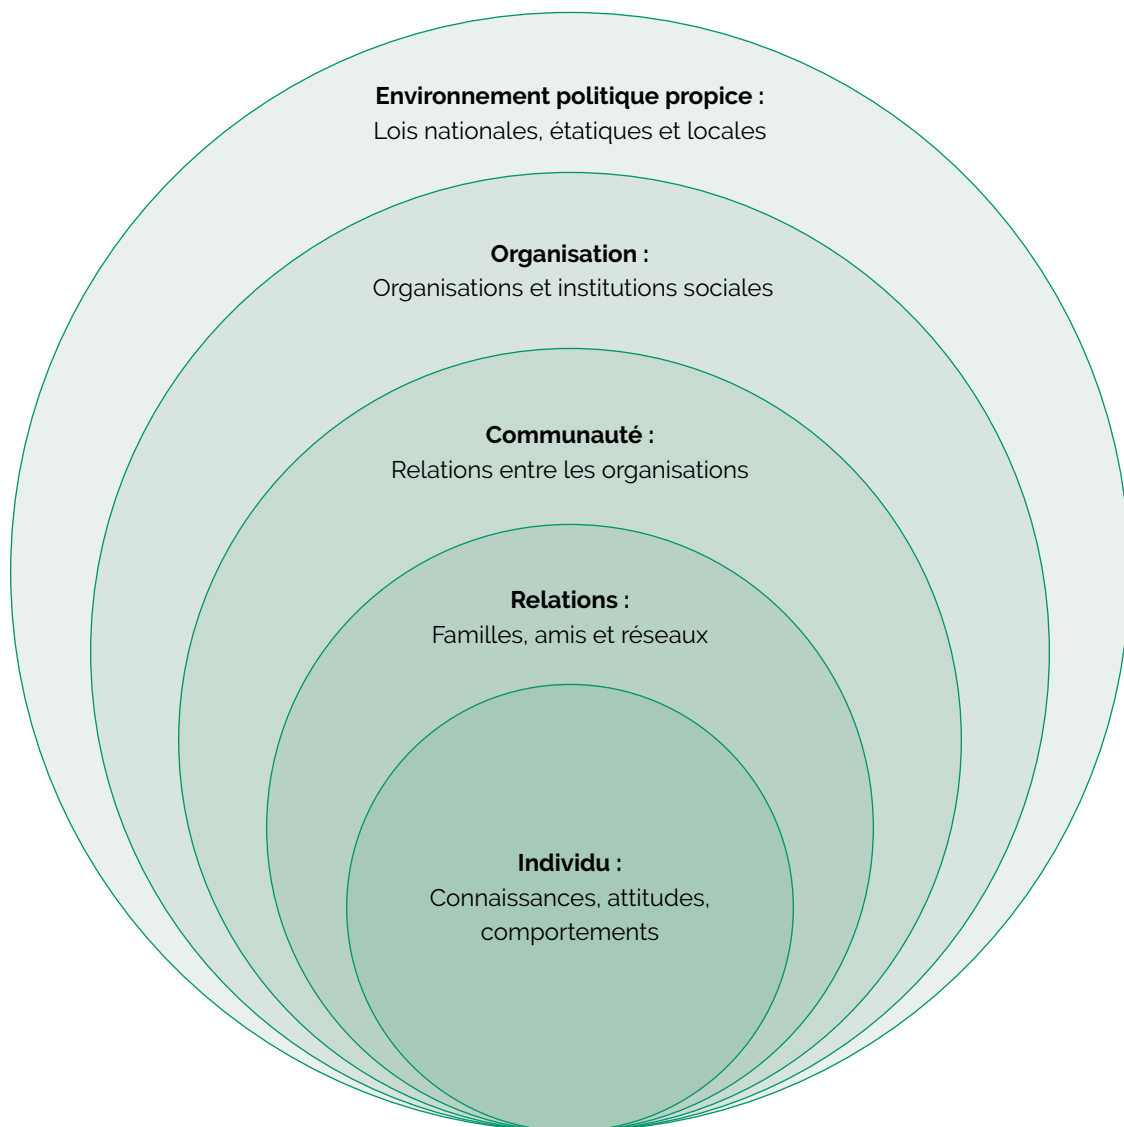 Environnement politique propice :
Lois nationales, étatiques et locales
Organisation :
Organisations et institutions sociales
Communauté :
Relations entre les organisations
Relations :
Familles, amis et réseaux
Individu :
Connaissances, attitudes,
comportements